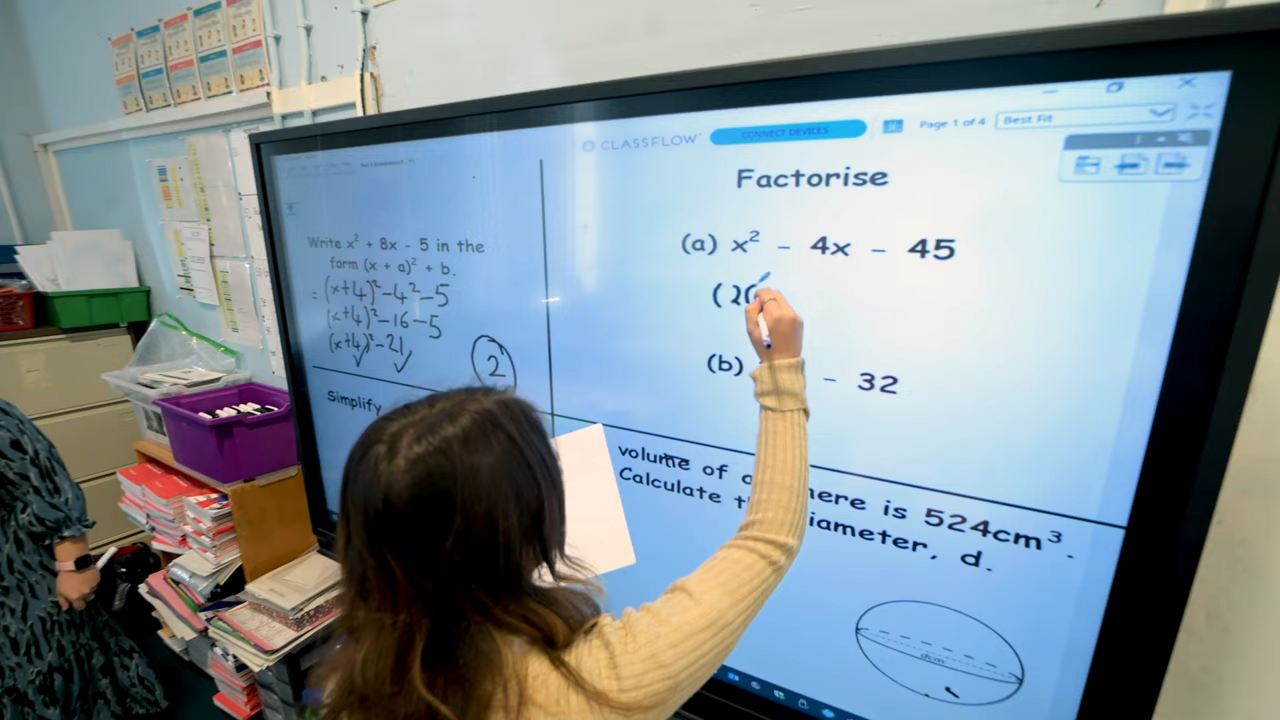 CLASSFLOW
CONNECT DEVICES
Page 1 of 4
Best Fit
Write x² + 8x - 5 in the
form (x + a)² + b.
= (x+4)²-4²-5
(x+4)²-16-5
(x+4)²-21
2
Simplify
Factorise
(a) x² - 4x - 45
(x
(b)
- 32
volume of
here is 524cm³.
Calculate
iameter, d.
dcm